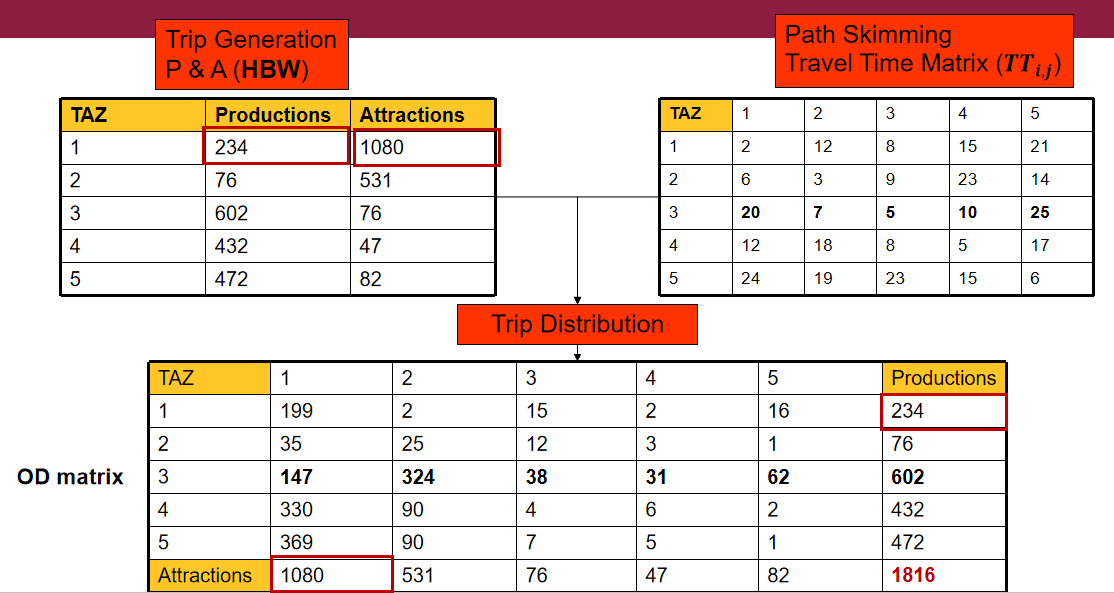 Trip Generation
P & A (HBW)
Path Skimming
Travel Time Matrix (TTi,j)
TAZ Productions Attractions
1 234 1080
2 76 531
3 602 76
4 432 47
5 472 82
TAZ 1 2 3 4 5
1 2 12 8 15 21
2 6 3 9 23 14
3 20 7 5 10 25
4 12 18 8 5 17
5 24 19 23 15 6
Trip Distribution
OD matrix
TAZ 1 2 3 4 5 Productions
1 199 2 15 2 16 234
2 35 25 12 3 1 76
3 147 324 38 31 62 602
4 330 90 4 6 2 432
5 369 90 7 5 1 472
Attractions 1080 531 76 47 82 1816